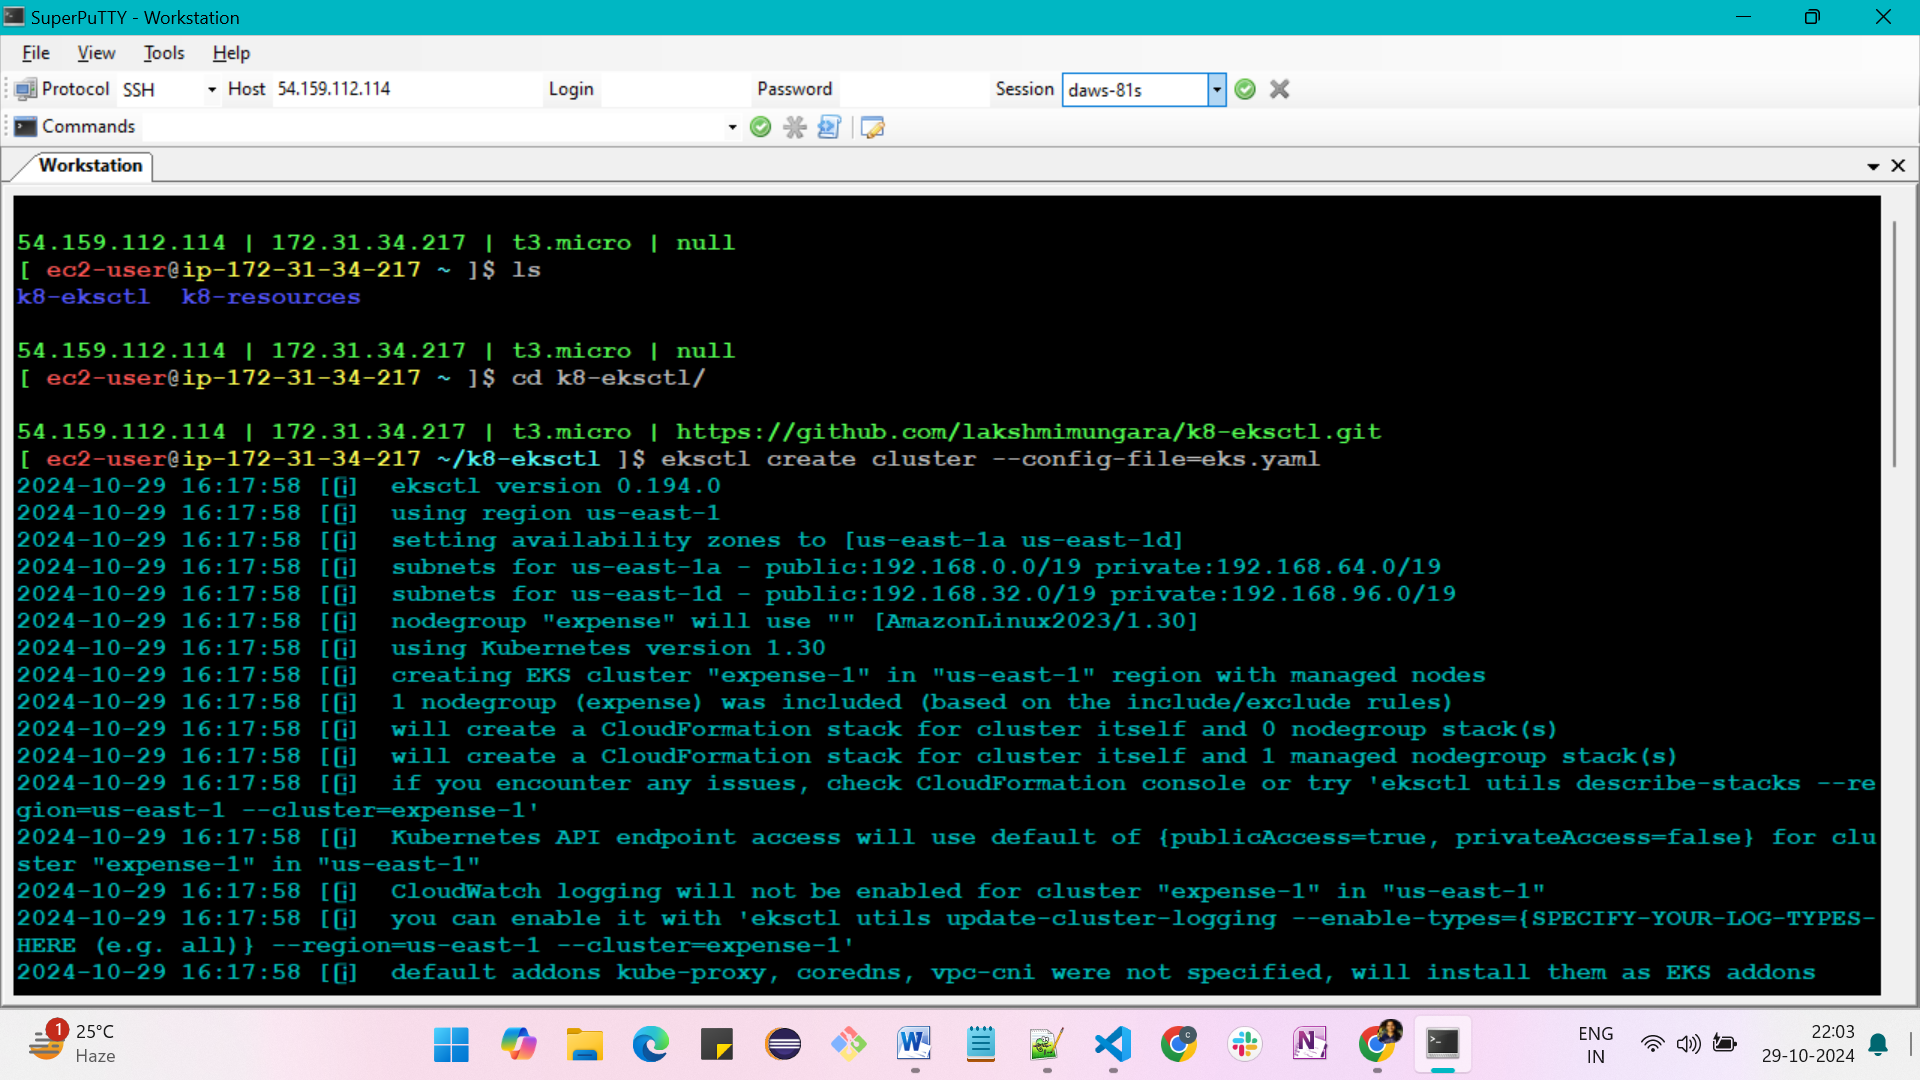 SuperPuTTY - Workstation
File View Tools Help
Protocol SSH Host 54.159.112.114 Login Password Session daws-81s
Commands
Workstation
54.159.112.114 | 172.31.34.217 | t3.micro | null
[ ec2-user@ip-172-31-34-217 ~ ]$ ls
k8-eksctl  k8-resources
54.159.112.114 | 172.31.34.217 | t3.micro | null
[ ec2-user@ip-172-31-34-217 ~ ]$ cd k8-eksctl/
54.159.112.114 | 172.31.34.217 | t3.micro | https://github.com/lakshmimungara/k8-eksctl.git
[ ec2-user@ip-172-31-34-217 ~/k8-eksctl ]$ eksctl create cluster --config-file=eks.yaml
2024-10-29 16:17:58 [ℹ]  eksctl version 0.194.0
2024-10-29 16:17:58 [ℹ]  using region us-east-1
2024-10-29 16:17:58 [ℹ]  setting availability zones to [us-east-1a us-east-1d]
2024-10-29 16:17:58 [ℹ]  subnets for us-east-1a - public:192.168.0.0/19 private:192.168.64.0/19
2024-10-29 16:17:58 [ℹ]  subnets for us-east-1d - public:192.168.32.0/19 private:192.168.96.0/19
2024-10-29 16:17:58 [ℹ]  nodegroup "expense" will use "" [AmazonLinux2023/1.30]
2024-10-29 16:17:58 [ℹ]  using Kubernetes version 1.30
2024-10-29 16:17:58 [ℹ]  creating EKS cluster "expense-1" in "us-east-1" region with managed nodes
2024-10-29 16:17:58 [ℹ]  1 nodegroup (expense) was included (based on the include/exclude rules)
2024-10-29 16:17:58 [ℹ]  will create a CloudFormation stack for cluster itself and 0 nodegroup stack(s)
2024-10-29 16:17:58 [ℹ]  will create a CloudFormation stack for cluster itself and 1 managed nodegroup stack(s)
2024-10-29 16:17:58 [ℹ]  if you encounter any issues, check CloudFormation console or try 'eksctl utils describe-stacks --re
gion=us-east-1 --cluster=expense-1'
2024-10-29 16:17:58 [ℹ]  Kubernetes API endpoint access will use default of {publicAccess=true, privateAccess=false} for clu
ster "expense-1" in "us-east-1"
2024-10-29 16:17:58 [ℹ]  CloudWatch logging will not be enabled for cluster "expense-1" in "us-east-1"
2024-10-29 16:17:58 [ℹ]  you can enable it with 'eksctl utils update-cluster-logging --enable-types={SPECIFY-YOUR-LOG-TYPES-
HERE (e.g. all)} --region=us-east-1 --cluster=expense-1'
2024-10-29 16:17:58 [ℹ]  default addons kube-proxy, coredns, vpc-cni were not specified, will install them as EKS addons
1
25°C
Haze
ENG
IN
22:03
29-10-2024